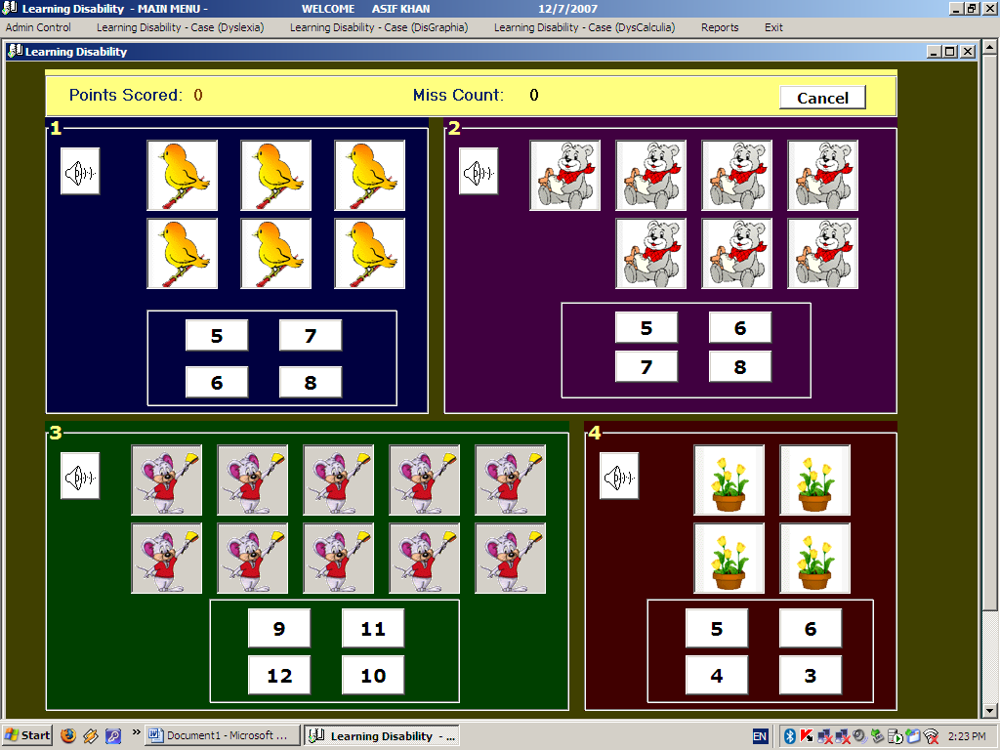 Learning Disability - MAIN MENU - WELCOME ASIF KHAN 12/7/2007
Admin Control Learning Disability - Case (Dyslexia) Learning Disability - Case (DisGraphia) Learning Disability - Case (DysCalculia) Reports Exit
Learning Disability
Points Scored: 0 Miss Count: 0 Cancel
1
5 7
6 8
2
5 6
7 8
3
9 11
12 10
4
5 6
4 3
Start » Document1 - Microsoft ... Learning Disability - ... EN 2:23 PM